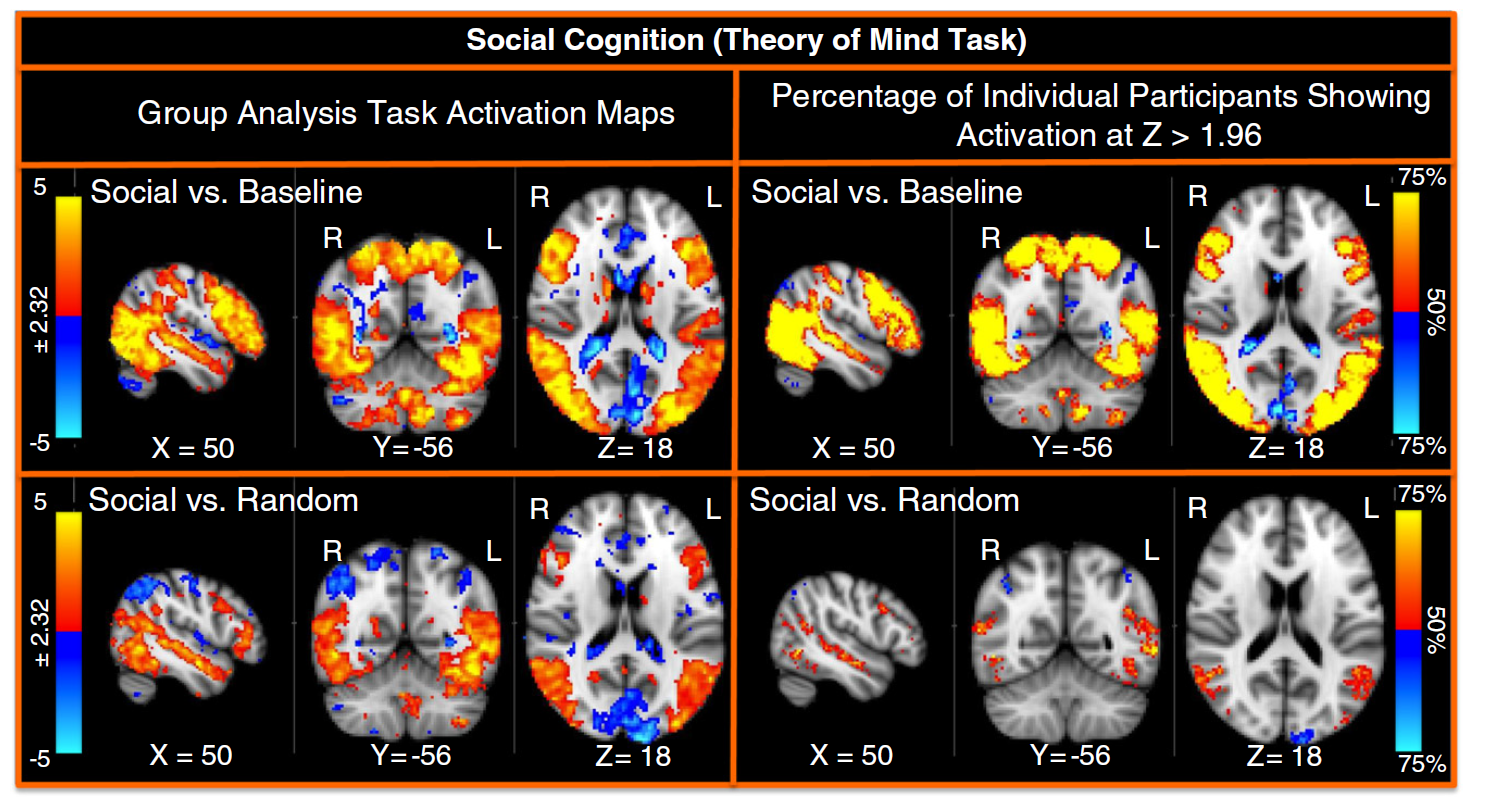 Social Cognition (Theory of Mind Task)
Group Analysis Task Activation Maps
Percentage of Individual Participants Showing
Activation at Z > 1.96
Social vs. Baseline
5
± 2.32
-5
R
L
R
L
X = 50
Y=-56
Z= 18
Social vs. Baseline
R
L
R
L
75%
50%
75%
X = 50
Y=-56
Z= 18
Social vs. Random
5
± 2.32
-5
R
L
R
L
X = 50
Y=-56
Z= 18
Social vs. Random
R
L
R
L
75%
50%
75%
X = 50
Y=-56
Z= 18